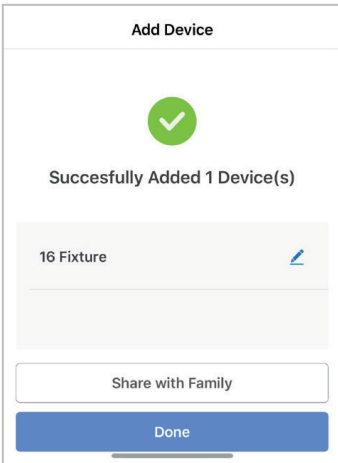 Add Device
Succesfully Added 1 Device(s)
16 Fixture
Share with Family
Done